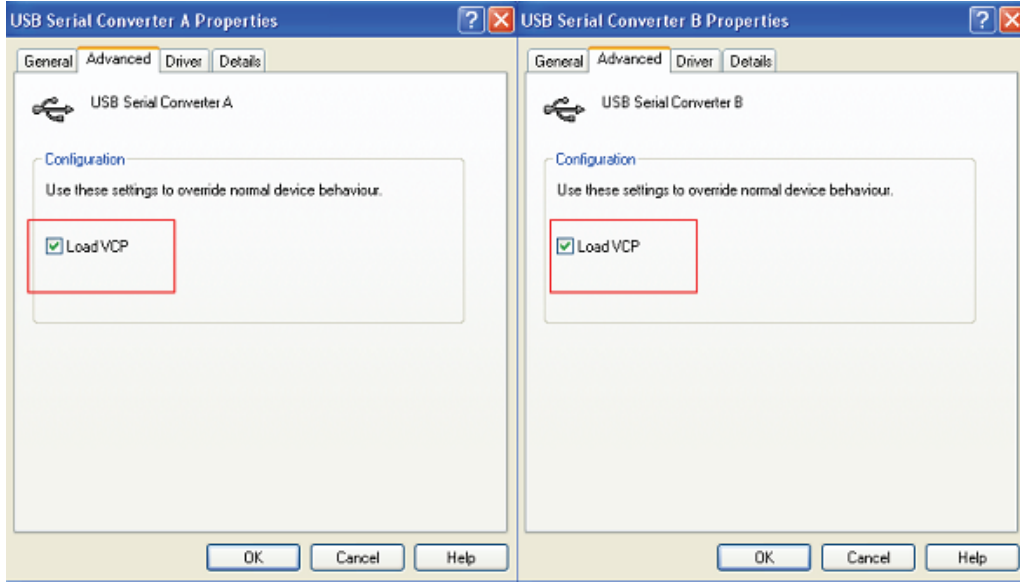 USB Serial Converter A Properties
General Advanced Driver Details
USB Serial Converter A
Configuration
Use these settings to override normal device behaviour.
Load VCP
OK Cancel Help
USB Serial Converter B Properties
General Advanced Driver Details
USB Serial Converter B
Configuration
Use these settings to override normal device behaviour.
Load VCP
OK Cancel Help